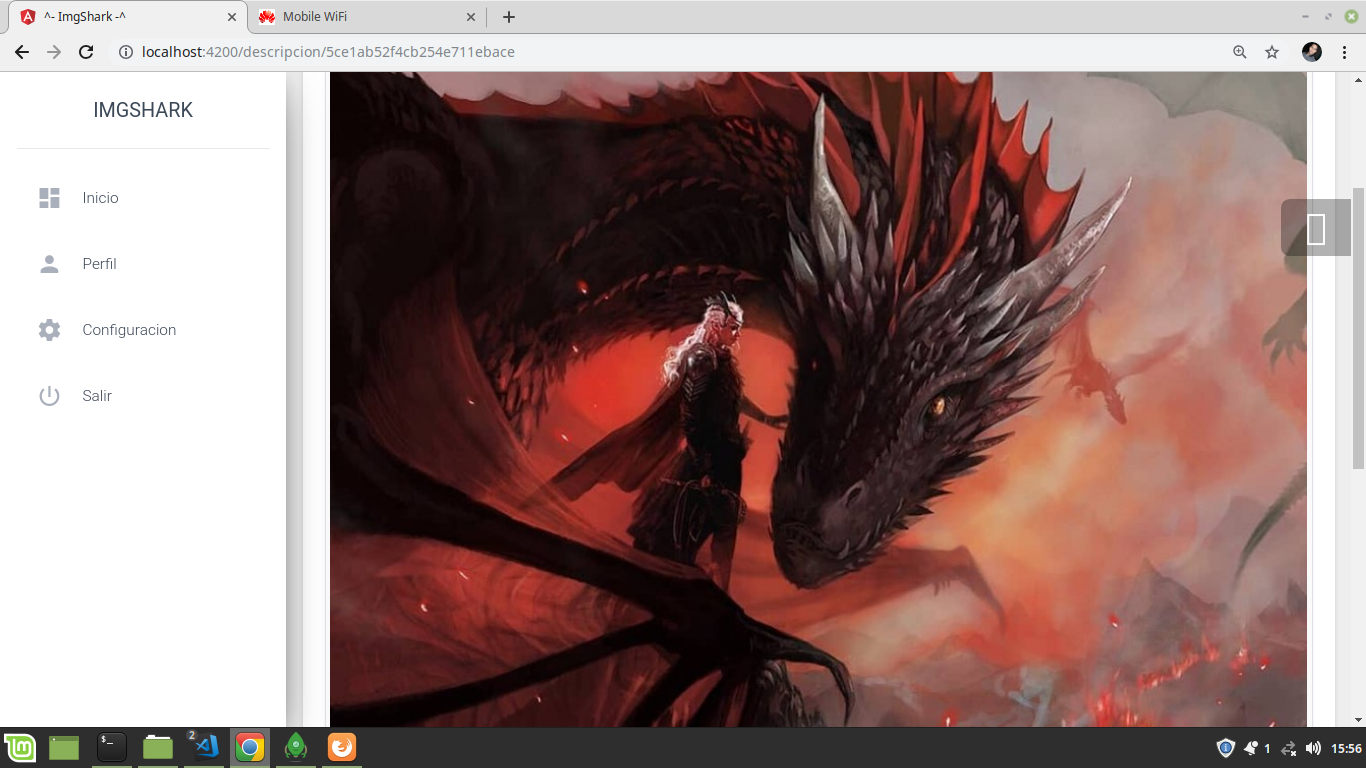 ^- ImgShark -^
Mobile WiFi
localhost:4200/descripcion/5ce1ab52f4cb254e711ebace
IMGSHARK
Inicio
Perfil
Configuracion
Salir
$_
2
1
15:56